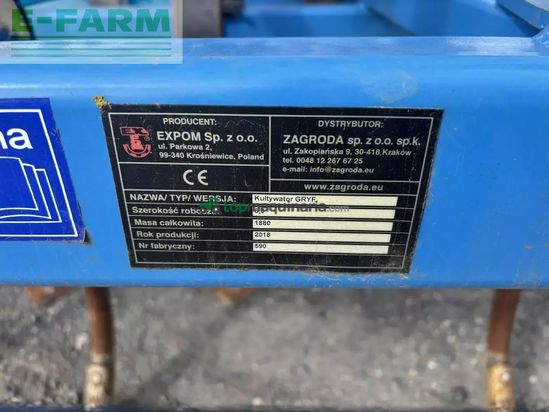 E-FARM
PRODUCENT:
EXPOM Sp. z o.o.
ul. Parkowa 2,
99-340 Krośniewice, Poland
DYSTRYBUTOR:
ZAGRODA sp. z o.o. sp.k.
ul. Zakopiańska 9, 30-418 Kraków
tel. 0048 12 267 67 25
e-mail: info@zagroda.eu
www.zagroda.eu
CE
NAZWA/ TYP/ WERSJA: Kultywator GRYF
Szerokość robocza:
topmaquinaria.com
Masa całkowita: 1880
Rok produkcji: 2018
Nr fabryczny: 590